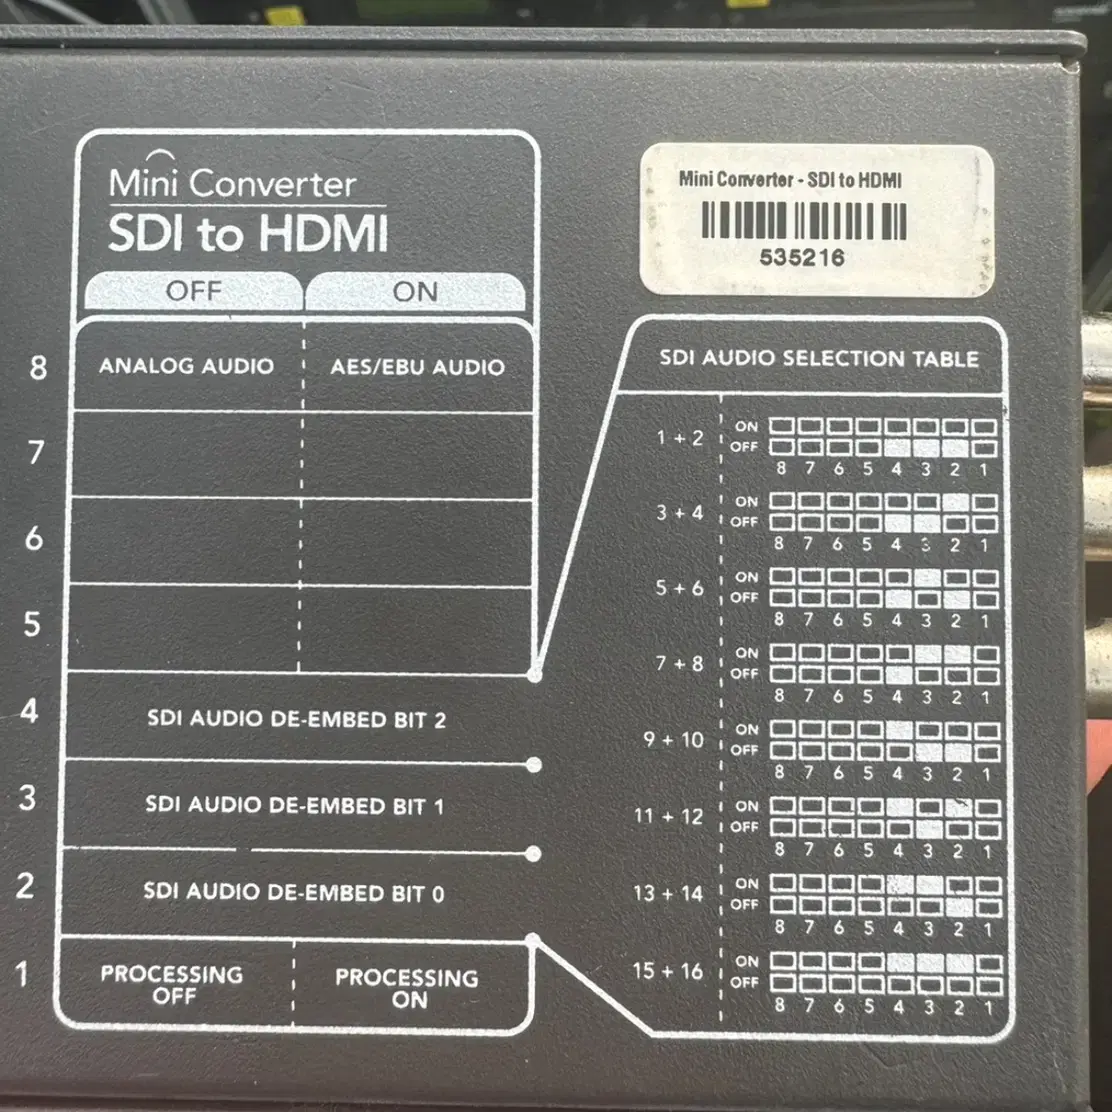 Mini Converter
SDI to HDMI
OFF ON
8 ANALOG AUDIO AES/EBU AUDIO
7
6
5
4 SDI AUDIO DE-EMBED BIT 2
3 SDI AUDIO DE-EMBED BIT 1
2 SDI AUDIO DE-EMBED BIT 0
1 PROCESSING OFF PROCESSING ON
Mini Converter - SDI to HDMI
535216
SDI AUDIO SELECTION TABLE
1 + 2 ON
OFF
8 7 6 5 4 3 2 1
3 + 4 ON
OFF
8 7 6 5 4 3 2 1
5 + 6 ON
OFF
8 7 6 5 4 3 2 1
7 + 8 ON
OFF
8 7 6 5 4 3 2 1
9 + 10 ON
OFF
8 7 6 5 4 3 2 1
11 + 12 ON
OFF
8 7 6 5 4 3 2 1
13 + 14 ON
OFF
8 7 6 5 4 3 2 1
15 + 16 ON
OFF
8 7 6 5 4 3 2 1